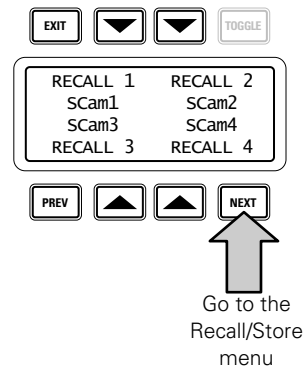 EXIT TOGGLE
RECALL 1 RECALL 2
SCam1 SCam2
SCam3 SCam4
RECALL 3 RECALL 4
PREV NEXT
Go to the
Recall/Store
menu